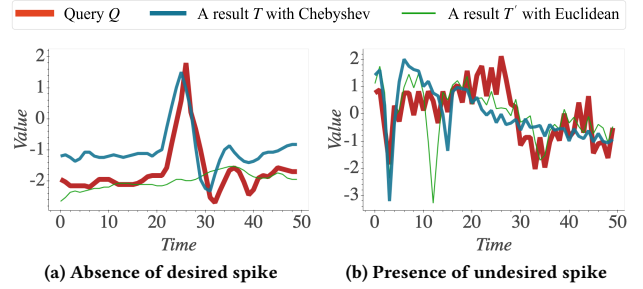 Query Q A result T with Chebyshev A result T′ with Euclidean
2
1
0
-1
-2
Value
0 10 20 30 40 50
Time
(a) Absence of desired spike
2
1
0
-1
-2
-3
Value
0 10 20 30 40 50
Time
(b) Presence of undesired spike